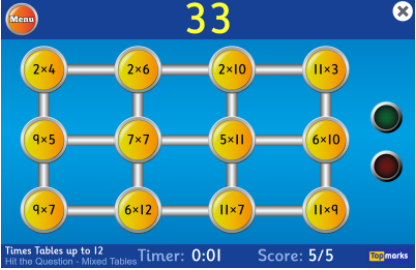 Menu
33
2×4 2×6 2×10 11×3
9×5 7×7 5×11 6×10
9×7 6×12 11×7 11×9
Times Tables up to 12
Hit the Question - Mixed Tables
Timer: 0:01 Score: 5/5
Topmarks